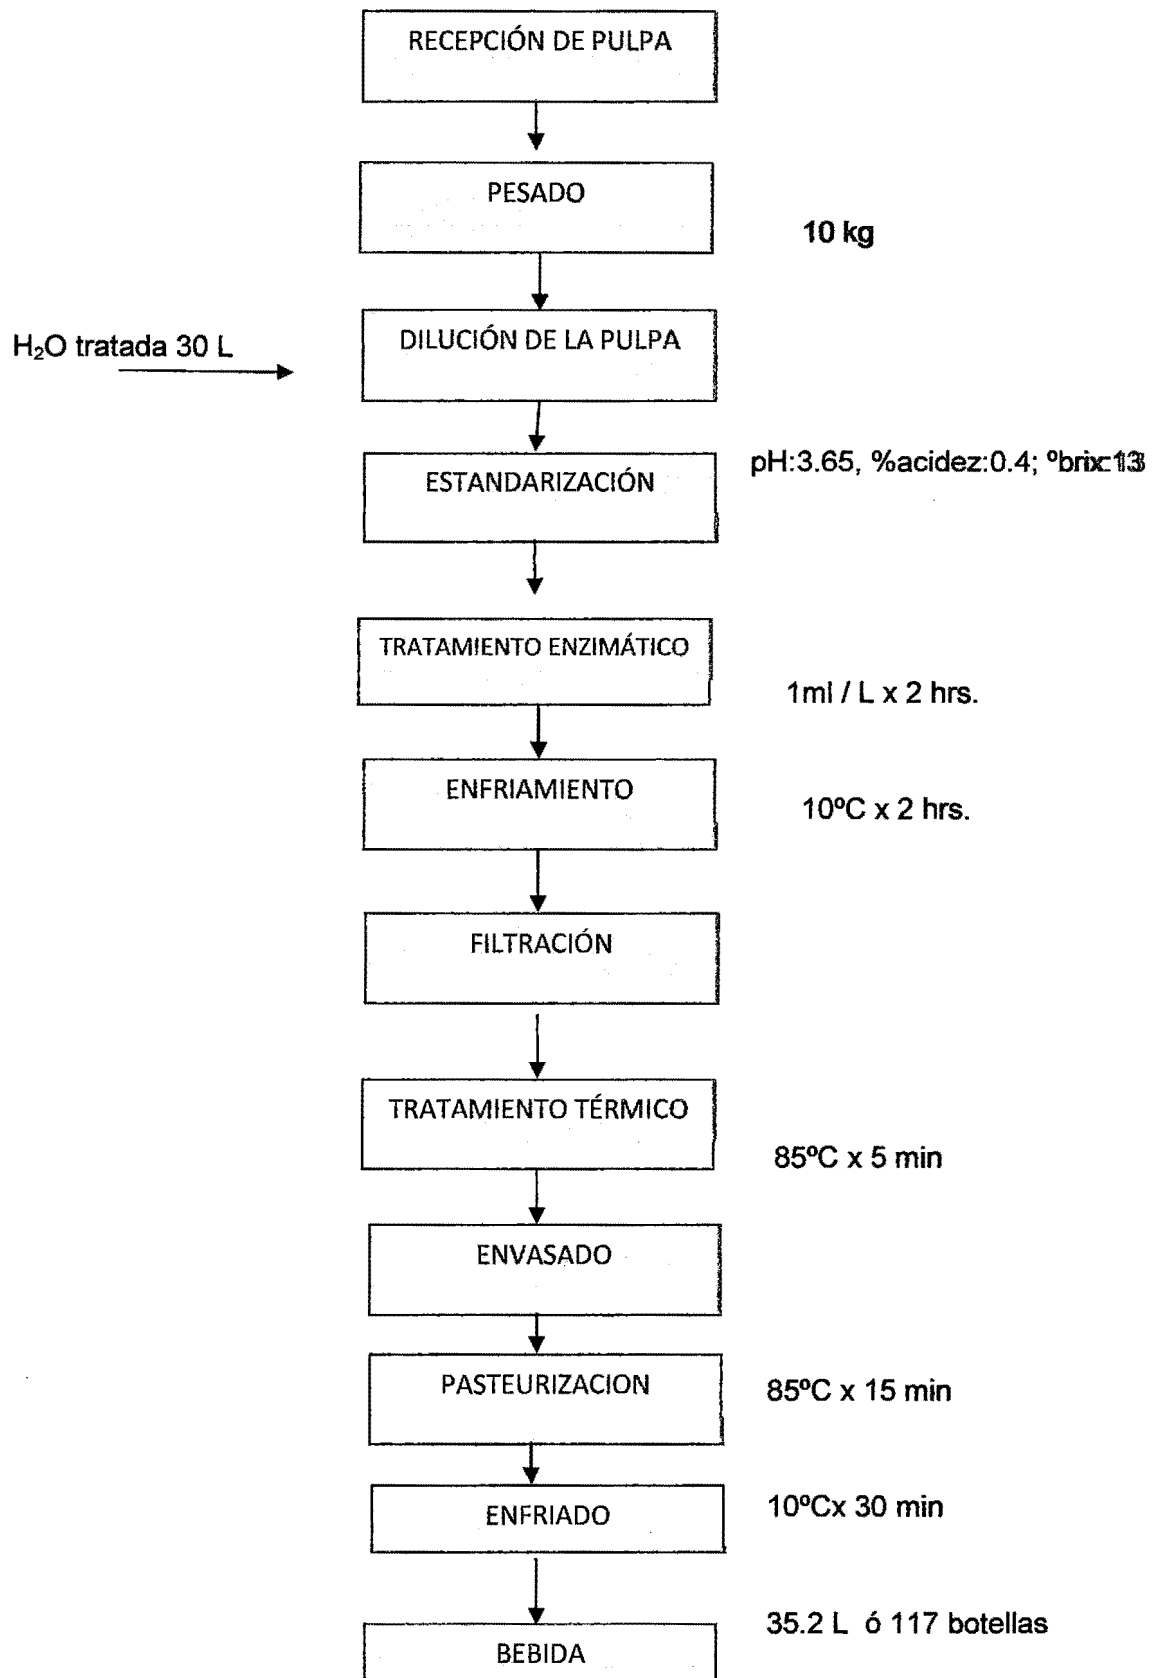 RECEPCIÓN DE PULPA
PESADO
10 kg
H₂O tratada 30 L
DILUCIÓN DE LA PULPA
pH:3.65, %acidez:0.4; ºbrix:13
ESTANDARIZACIÓN
TRATAMIENTO ENZIMÁTICO
1ml / L x 2 hrs.
ENFRIAMIENTO
10ºC x 2 hrs.
FILTRACIÓN
TRATAMIENTO TÉRMICO
85ºC x 5 min
ENVASADO
PASTEURIZACION
85ºC x 15 min
ENFRIADO
10ºCx 30 min
35.2 L ó 117 botellas
BEBIDA